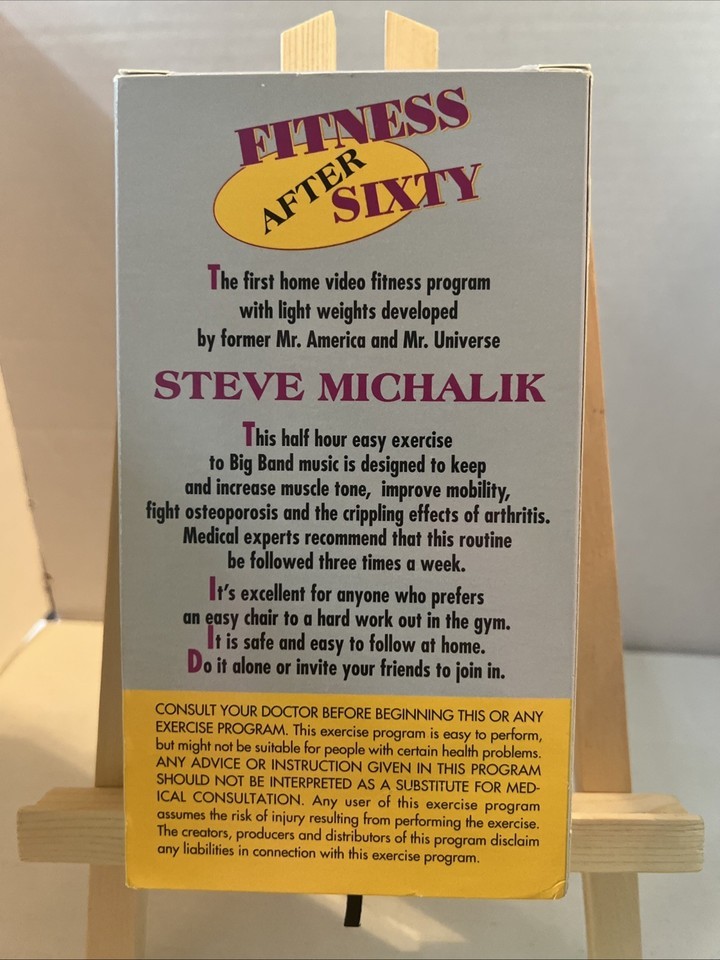 FITNESS
AFTER
SIXTY
The first home video fitness program
with light weights developed
by former Mr. America and Mr. Universe
STEVE MICHALIK
This half hour easy exercise
to Big Band music is designed to keep
and increase muscle tone, improve mobility,
fight osteoporosis and the crippling effects of arthritis.
Medical experts recommend that this routine
be followed three times a week.
It's excellent for anyone who prefers
an easy chair to a hard work out in the gym.
It is safe and easy to follow at home.
Do it alone or invite your friends to join in.
CONSULT YOUR DOCTOR BEFORE BEGINNING THIS OR ANY
EXERCISE PROGRAM. This exercise program is easy to perform,
but might not be suitable for people with certain health problems.
ANY ADVICE OR INSTRUCTION GIVEN IN THIS PROGRAM
SHOULD NOT BE INTERPRETED AS A SUBSTITUTE FOR MED-
ICAL CONSULTATION. Any user of this exercise program
assumes the risk of injury resulting from performing the exercise.
The creators, producers and distributors of this program disclaim
any liabilities in connection with this exercise program.